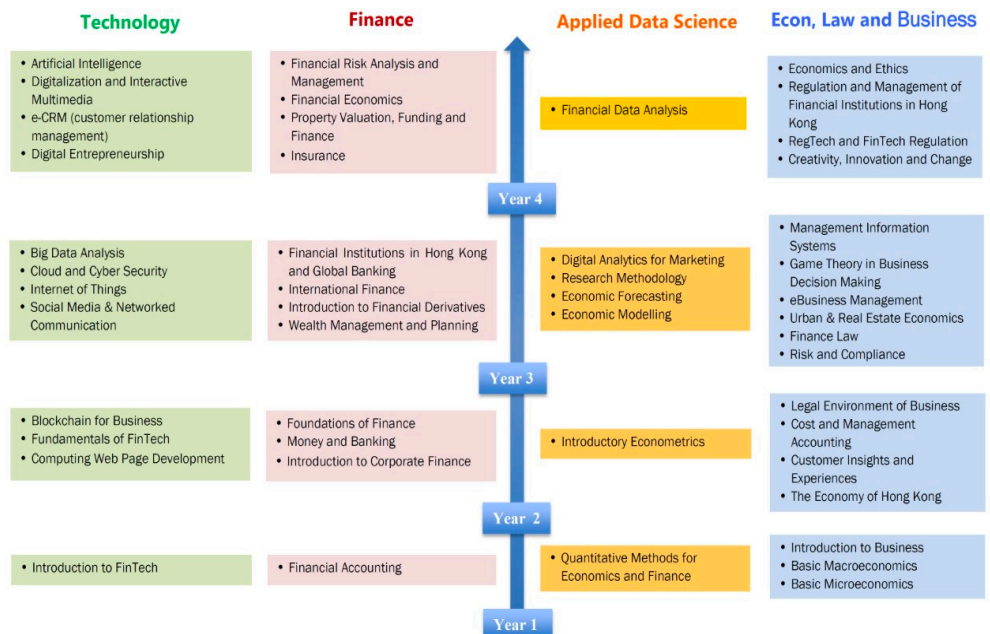 Technology
Finance
Applied Data Science
Econ, Law and Business
• Artificial Intelligence
• Digitalization and Interactive
Multimedia
• e-CRM (customer relationship
management)
• Digital Entrepreneurship
• Financial Risk Analysis and
Management
• Financial Economics
• Property Valuation, Funding and
Finance
• Insurance
• Financial Data Analysis
• Economics and Ethics
• Regulation and Management of
Financial Institutions in Hong
Kong
• RegTech and FinTech Regulation
• Creativity, Innovation and Change
Year 4
• Big Data Analysis
• Cloud and Cyber Security
• Internet of Things
• Social Media & Networked
Communication
• Financial Institutions in Hong Kong
and Global Banking
• International Finance
• Introduction to Financial Derivatives
• Wealth Management and Planning
• Digital Analytics for Marketing
• Research Methodology
• Economic Forecasting
• Economic Modelling
• Management Information
Systems
• Game Theory in Business
Decision Making
• eBusiness Management
• Urban & Real Estate Economics
• Finance Law
• Risk and Compliance
Year 3
• Blockchain for Business
• Fundamentals of FinTech
• Computing Web Page Development
• Foundations of Finance
• Money and Banking
• Introduction to Corporate Finance
• Introductory Econometrics
• Legal Environment of Business
• Cost and Management
Accounting
• Customer Insights and
Experiences
• The Economy of Hong Kong
Year 2
• Introduction to FinTech
• Financial Accounting
• Quantitative Methods for
Economics and Finance
• Introduction to Business
• Basic Macroeconomics
• Basic Microeconomics
Year 1